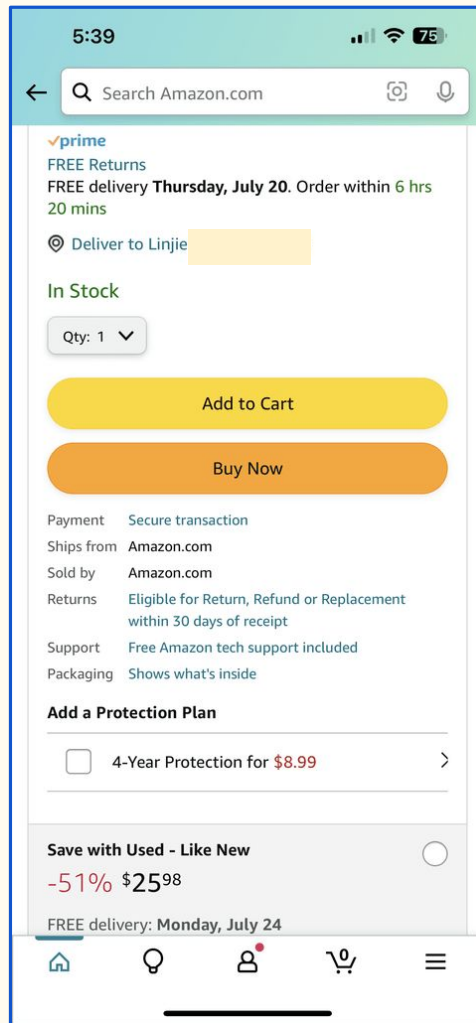 5:39
75
Search Amazon.com
prime
FREE Returns
FREE delivery Thursday, July 20. Order within 6 hrs
20 mins
Deliver to Linjie
In Stock
Qty: 1
Add to Cart
Buy Now
Payment Secure transaction
Ships from Amazon.com
Sold by Amazon.com
Returns Eligible for Return, Refund or Replacement
within 30 days of receipt
Support Free Amazon tech support included
Packaging Shows what's inside
Add a Protection Plan
4-Year Protection for $8.99
Save with Used - Like New
-51% $2598
FREE delivery: Monday, July 24
0